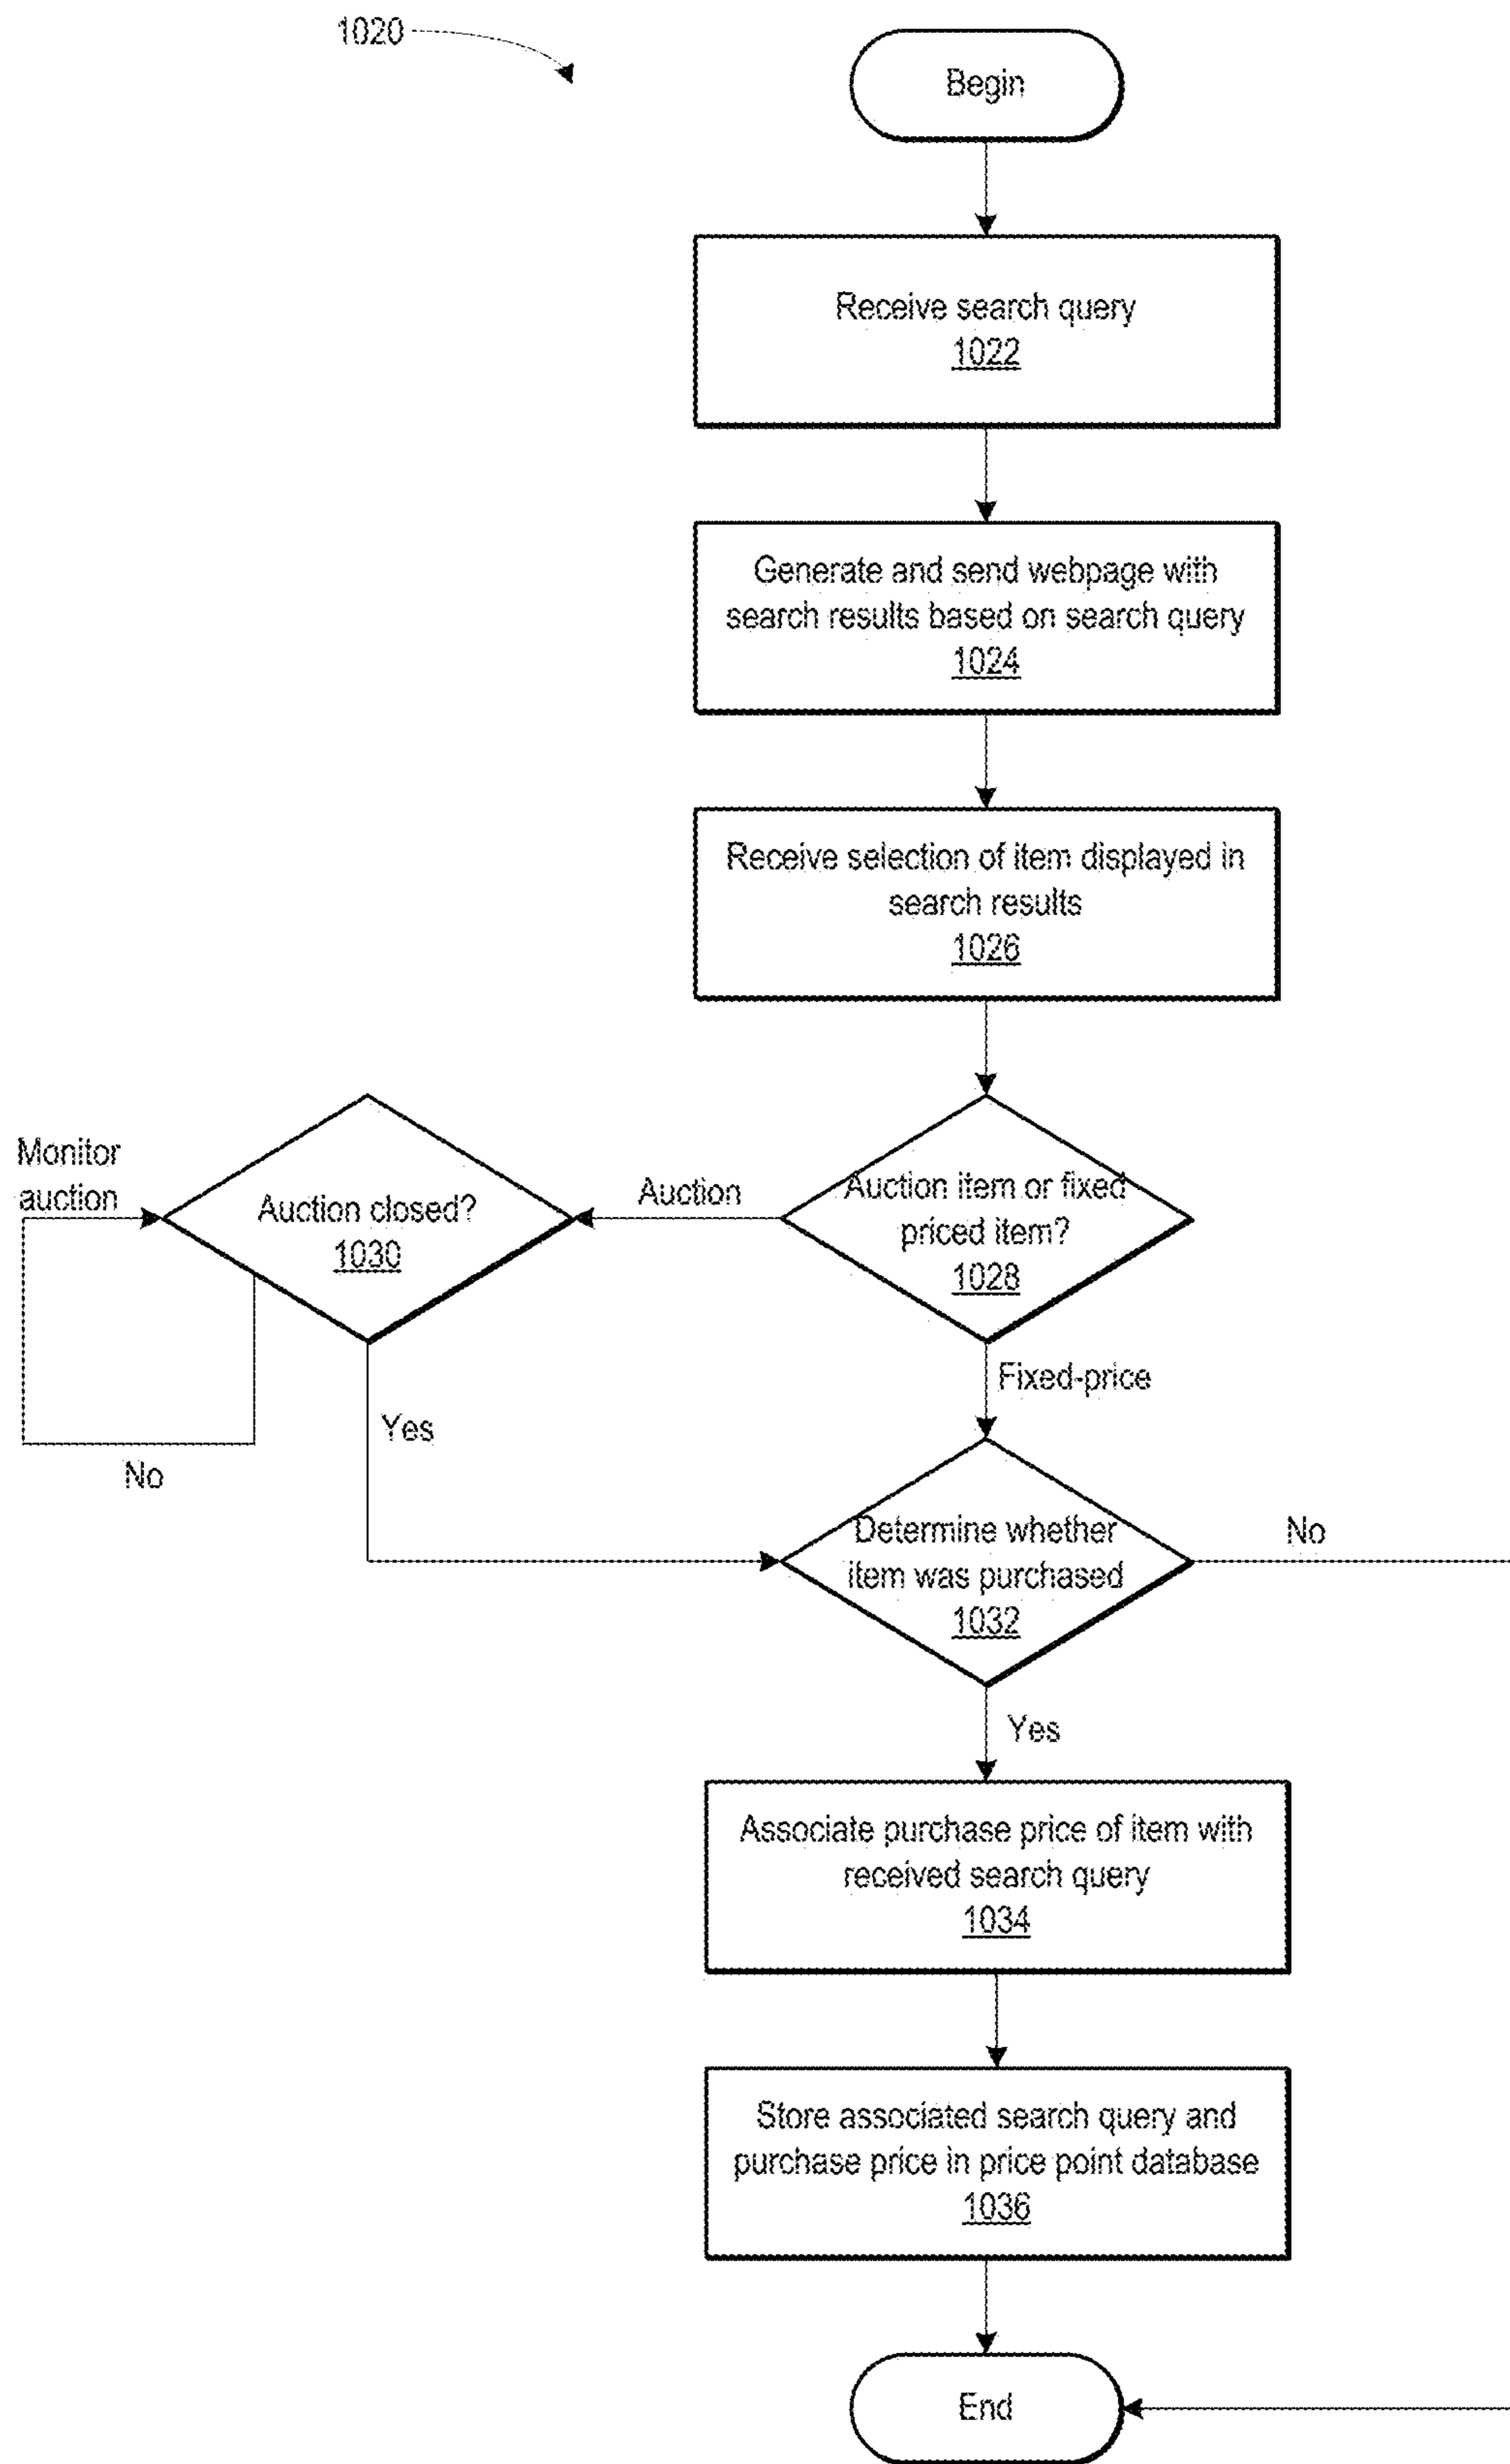 1020
Begin
Receive search query
1022
Generate and send webpage with
search results based on search query
1024
Receive selection of item displayed in
search results
1026
Monitor
auction
Auction closed?
1030
Auction
Auction item or fixed
priced item?
1028
Fixed-price
Yes
No
Determine whether
item was purchased
1032
No
Yes
Associate purchase price of item with
received search query
1034
Store associated search query and
purchase price in price point database
1036
End